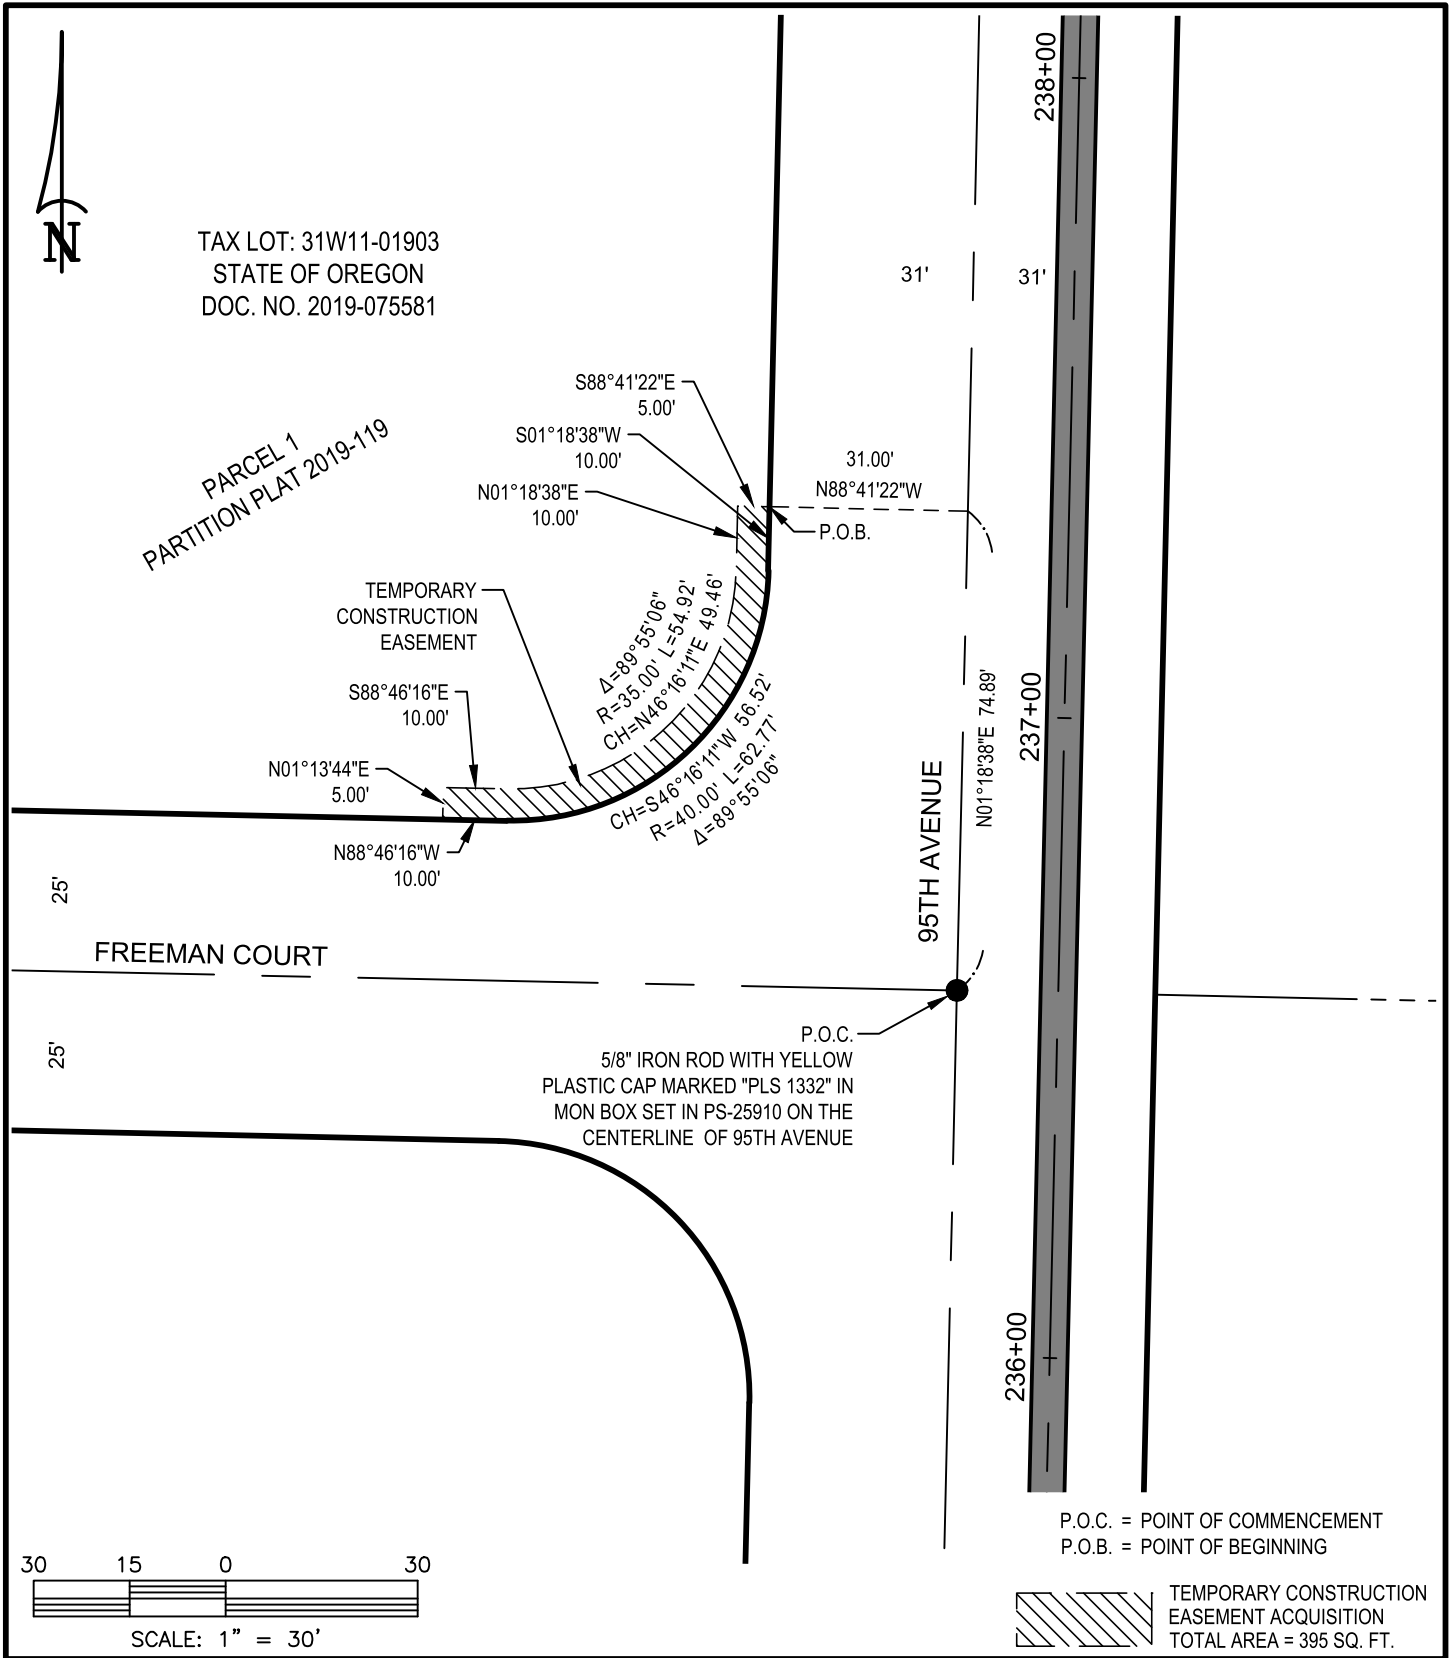 238+00
N
TAX LOT: 31W11-01903
STATE OF OREGON
DOC. NO. 2019-075581
31'
31'
S88°41'22"E
5.00'
S01°18'38"W
10.00'
N01°18'38"E
10.00'
PARCEL 1
PARTITION PLAT 2019-119
31.00'
N88°41'22"W
P.O.B.
TEMPORARY
CONSTRUCTION
EASEMENT
Δ=89°55'06"
R=35.00' L=54.92'
CH=N46°16'11"E 49.46'
CH=S46°16'11"W 56.52'
R=40.00' L=62.77'
Δ=89°55'06"
S88°46'16"E
10.00'
N01°13'44"E
5.00'
N88°46'16"W
10.00'
N01°18'38"E 74.89'
237+00
95TH AVENUE
25'
FREEMAN COURT
25'
P.O.C.
5/8" IRON ROD WITH YELLOW
PLASTIC CAP MARKED "PLS 1332" IN
MON BOX SET IN PS-25910 ON THE
CENTERLINE OF 95TH AVENUE
236+00
P.O.C. = POINT OF COMMENCEMENT
P.O.B. = POINT OF BEGINNING
30 15 0 30
SCALE: 1" = 30'
TEMPORARY CONSTRUCTION
EASEMENT ACQUISITION
TOTAL AREA = 395 SQ. FT.